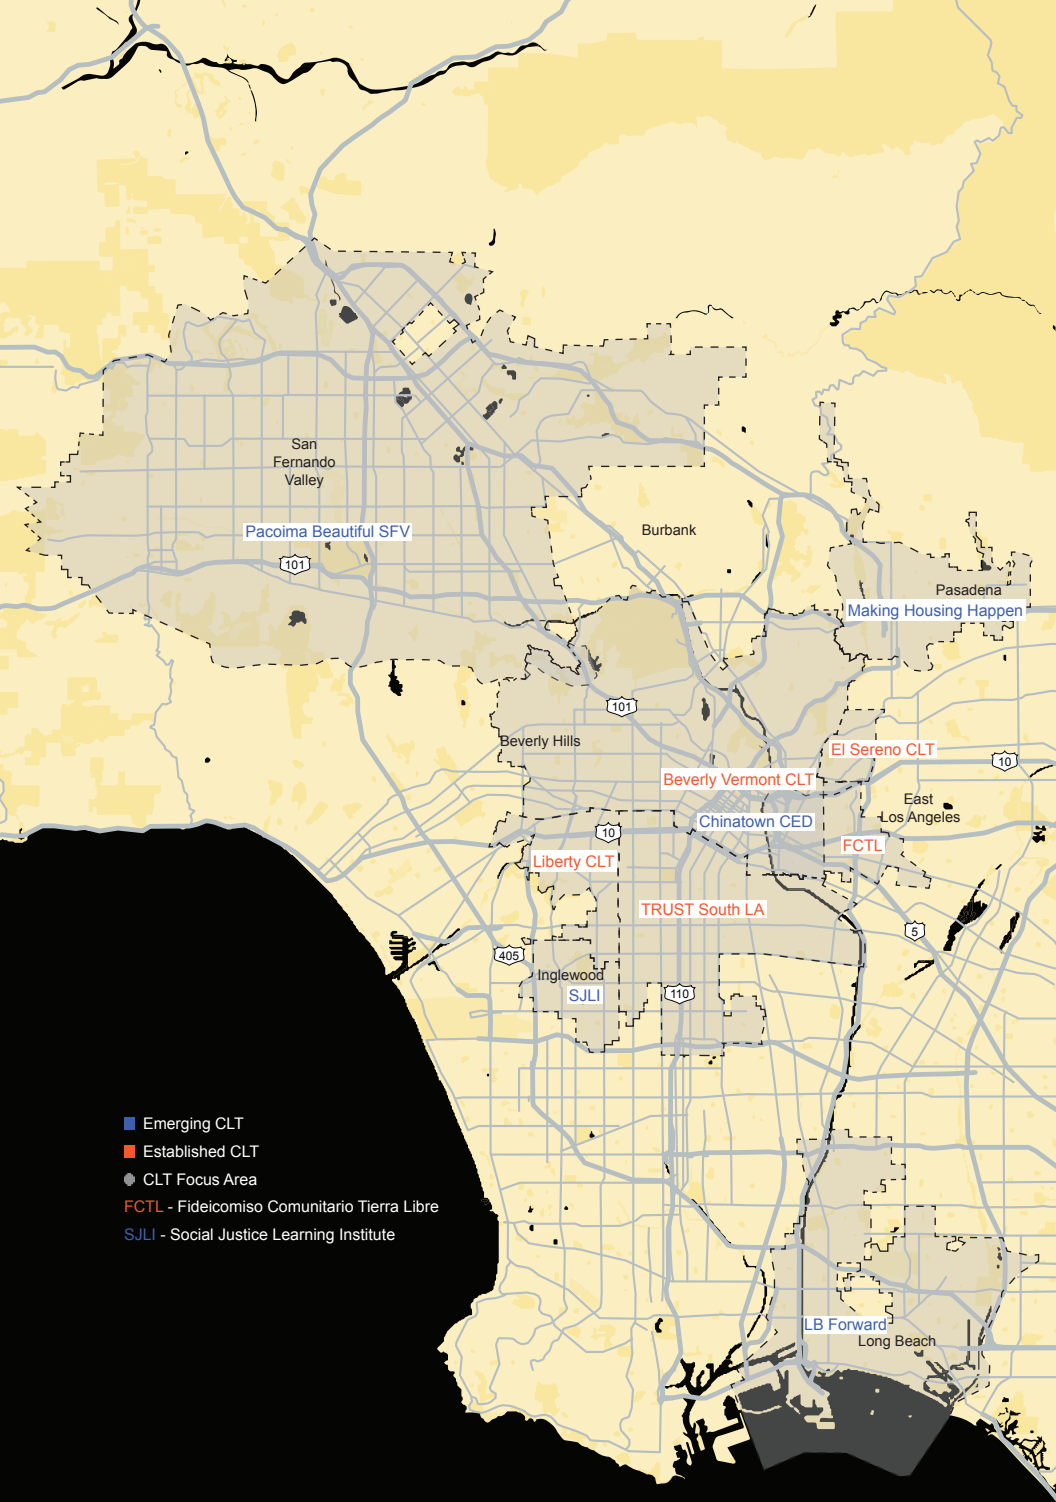 San
Fernando
Valley
Pacoima Beautiful SFV
101
Burbank
Pasadena
Making Housing Happen
101
Beverly Hills
El Sereno CLT
10
Beverly Vermont CLT
East
Los Angeles
Chinatown CED
10
FCTL
Liberty CLT
TRUST South LA
5
405
Inglewood
SJLI
110
Emerging CLT
Established CLT
CLT Focus Area
FCTL - Fideicomiso Comunitario Tierra Libre
SJLI - Social Justice Learning Institute
LB Forward
Long Beach